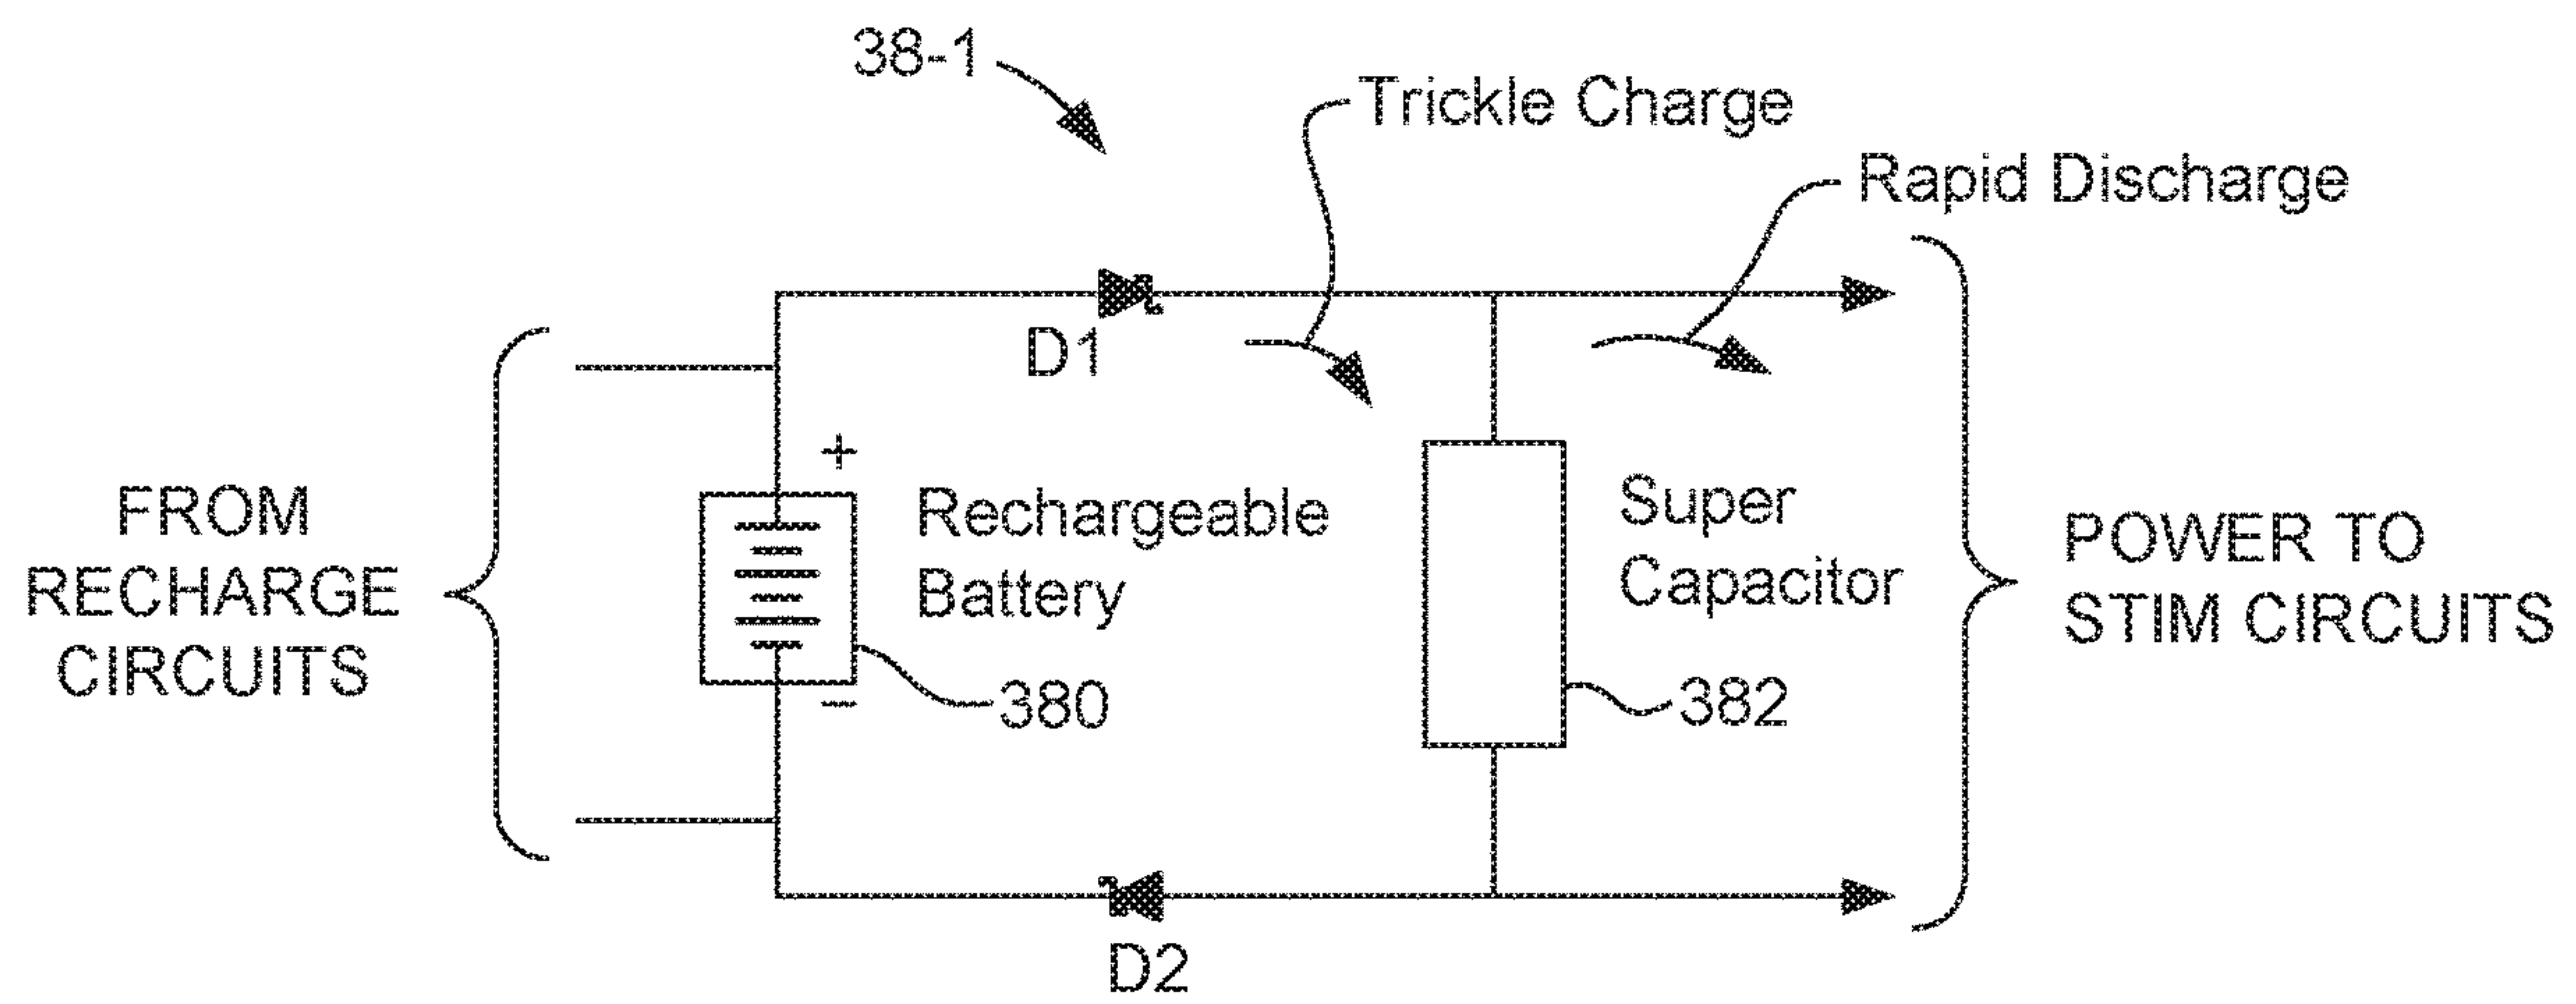 38-1
Trickle Charge
Rapid Discharge
D1
+
FROM
RECHARGE
CIRCUITS
Rechargeable
Battery
–
380
Super
Capacitor
382
POWER TO
STIM CIRCUITS
D2